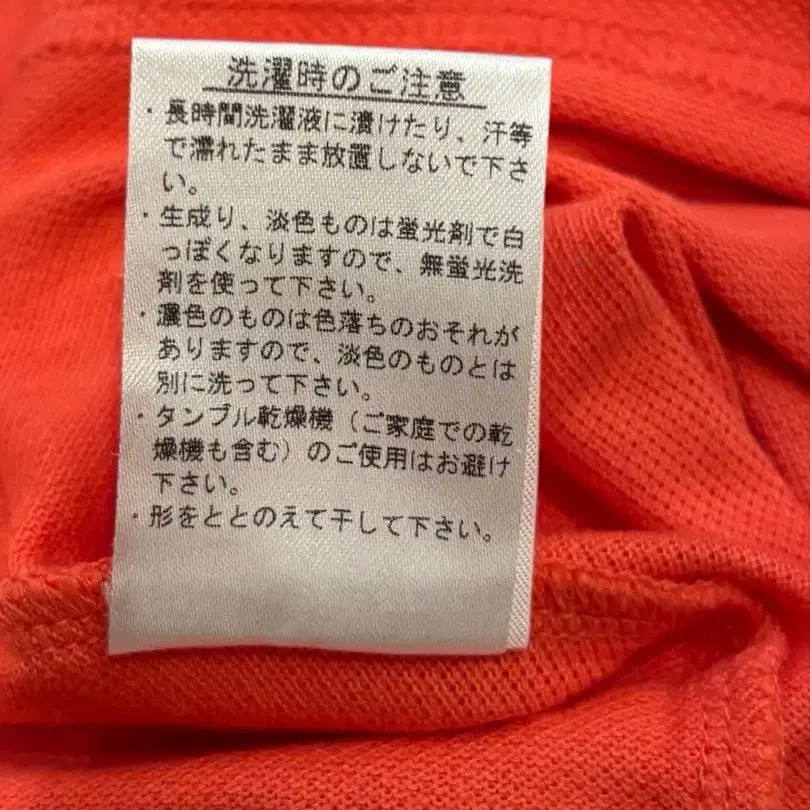 洗濯時のご注意
・長時間洗濯液に漬けたり、汗等
で濡れたまま放置しないで下さ
い。
・生成り、淡色ものは蛍光剤で白
っぽくなりますので、無蛍光洗
剤を使って下さい。
・濃色のものは色落ちのおそれが
ありますので、淡色のものとは
別に洗って下さい。
・タンブル乾燥機（ご家庭での乾
燥機も含む）のご使用はお避け
下さい。
・形をととのえて干して下さい。